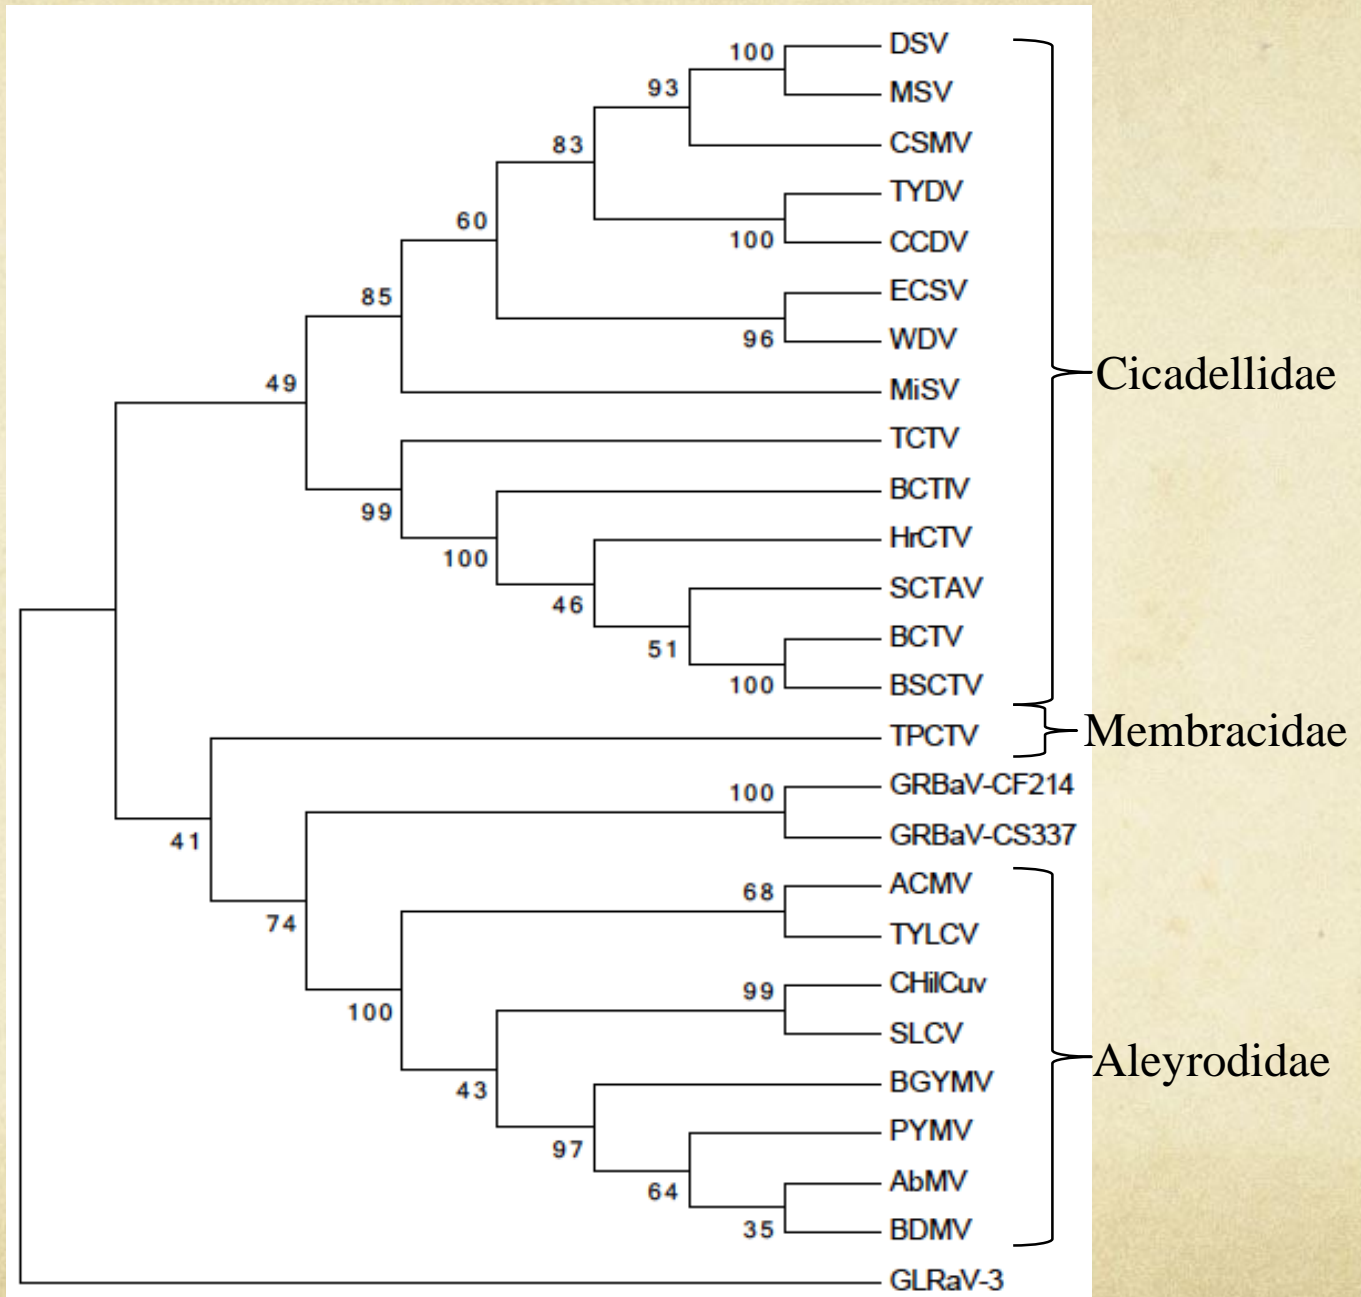 DSV
100
MSV
93
CSMV
83
TYDV
60
100
CCDV
ECSV
85
96
WDV
Cicadellidae
49
MiSV
TCTV
BCTIV
99
HrCTV
100
SCTAV
46
BCTV
51
100
BSCTV
TPCTV
Membracidae
GRBaV-CF214
100
41
GRBaV-CS337
ACMV
68
74
TYLCV
CHilCuv
99
100
SLCV
Aleyrodidae
43
BGYMV
PYMV
97
AbMV
64
35
BDMV
GLRaV-3